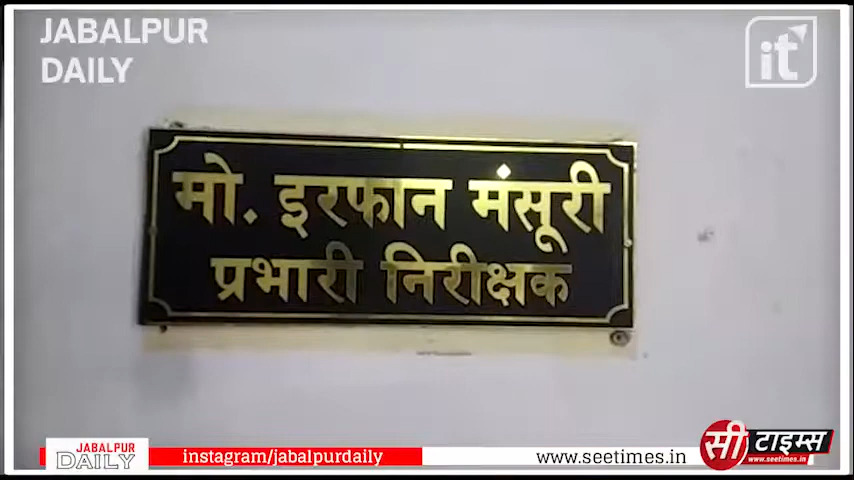 JABALPUR
DAILY
it
मो. इरफान मंसूरी
प्रभारी निरीक्षक
JABALPUR
DAILY
instagram/jabalpurdaily
www.seetimes.in
सी टाइम्स
www.seetimes.in